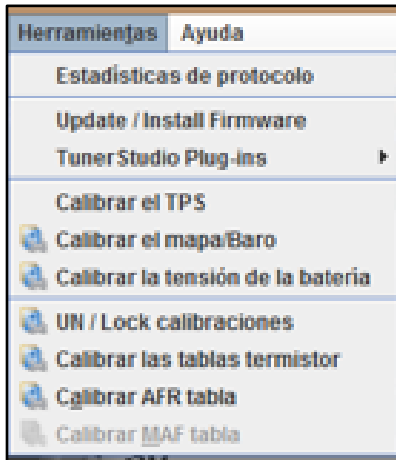 Herramientas Ayuda
Estadísticas de protocolo
Update / Install Firmware
TunerStudio Plug-ins
Calibrar el TPS
Calibrar el mapa/Baro
Calibrar la tensión de la batería
UN / Lock calibraciones
Calibrar las tablas termistor
Calibrar AFR tabla
Calibrar MAF tabla